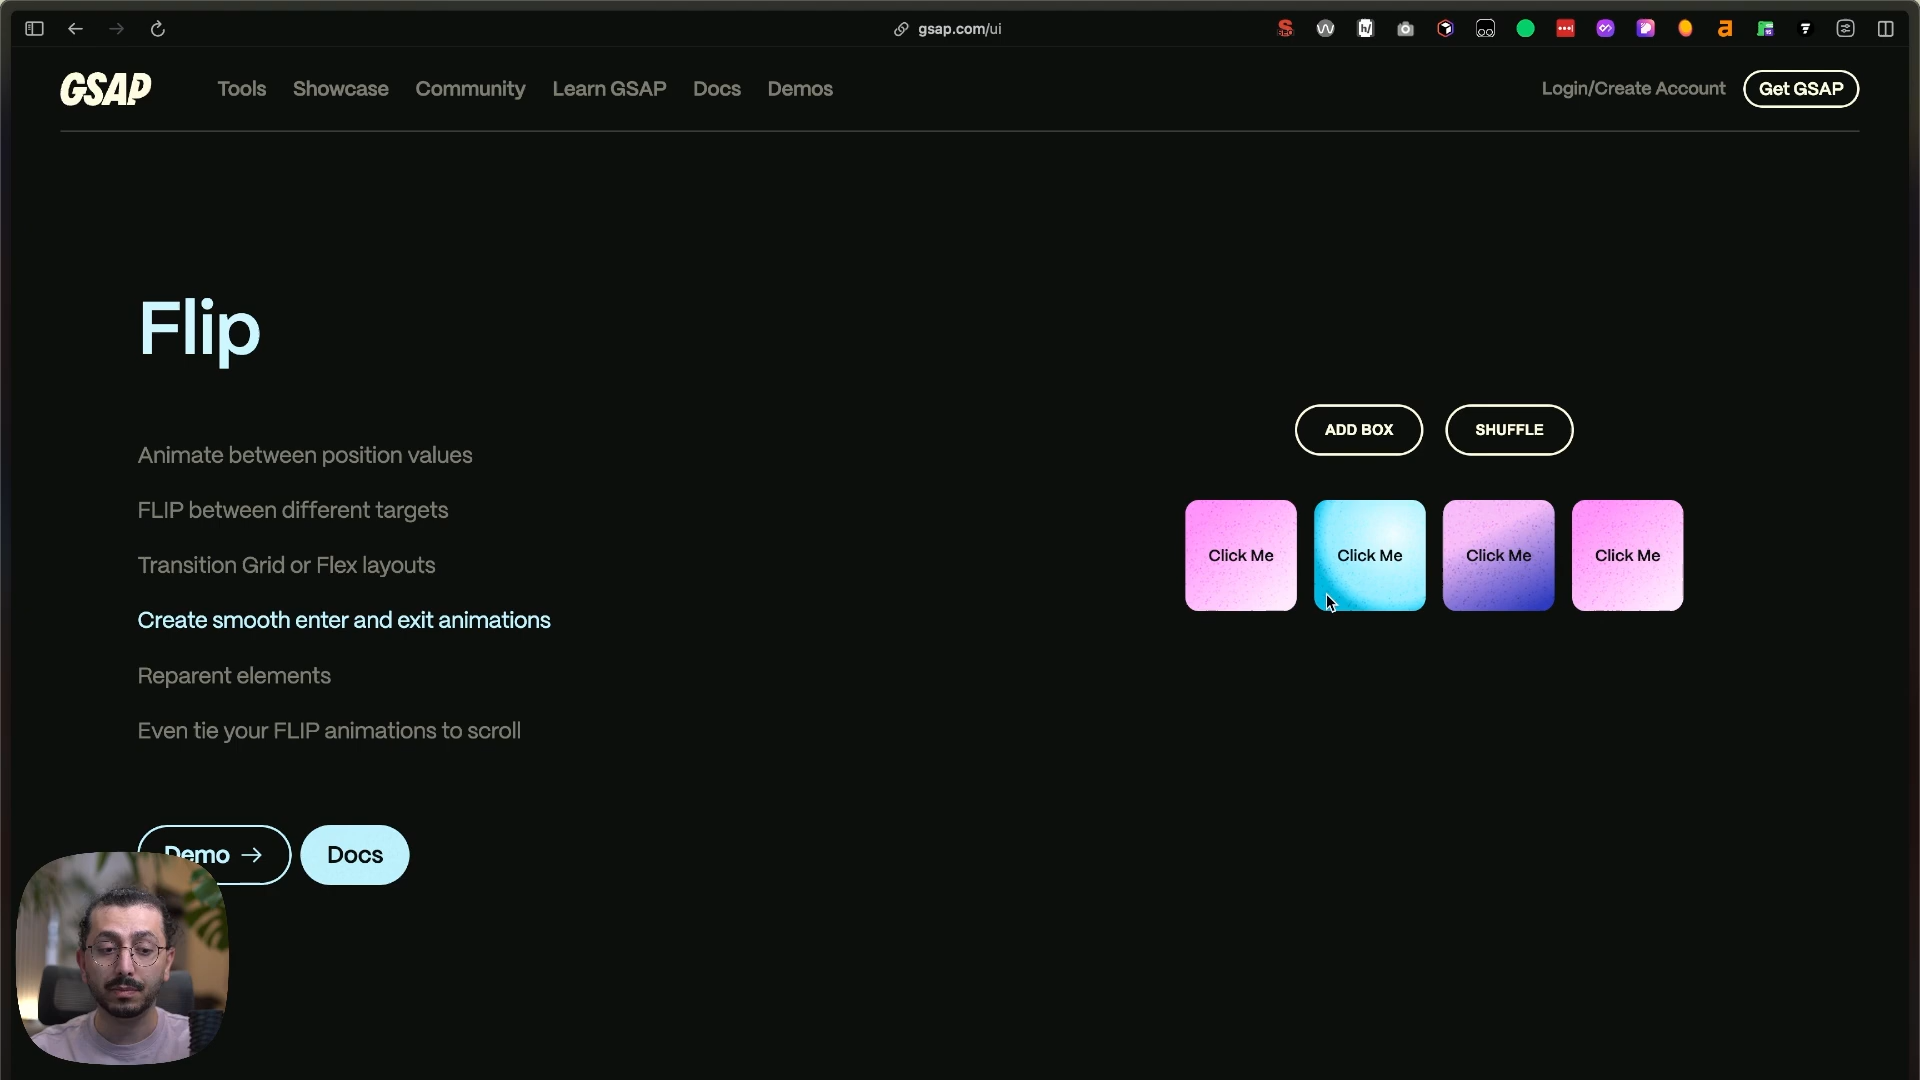 gsap.com/ui
GSAP
Tools
Showcase
Community
Learn GSAP
Docs
Demos
Login/Create Account
Get GSAP
Flip
Animate between position values
FLIP between different targets
Transition Grid or Flex layouts
Create smooth enter and exit animations
Reparent elements
Even tie your FLIP animations to scroll
Demo →
Docs
ADD BOX
SHUFFLE
Click Me
Click Me
Click Me
Click Me